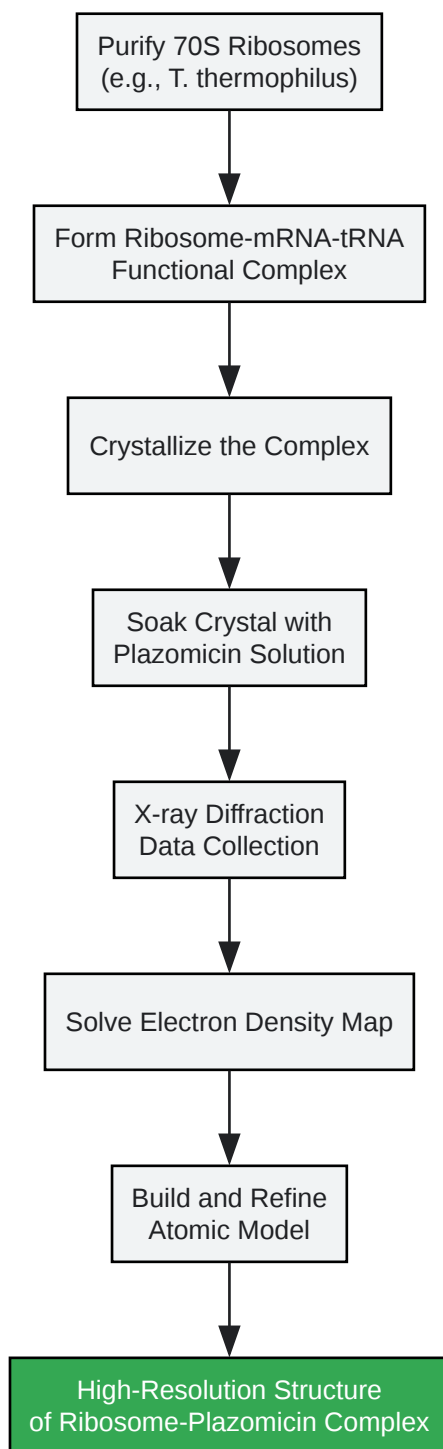 Purify 70S Ribosomes
(e.g., T. thermophilus)
Form Ribosome-mRNA-tRNA
Functional Complex
Crystallize the Complex
Soak Crystal with
Plazomicin Solution
X-ray Diffraction
Data Collection
Solve Electron Density Map
Build and Refine
Atomic Model
High-Resolution Structure
of Ribosome-Plazomicin Complex